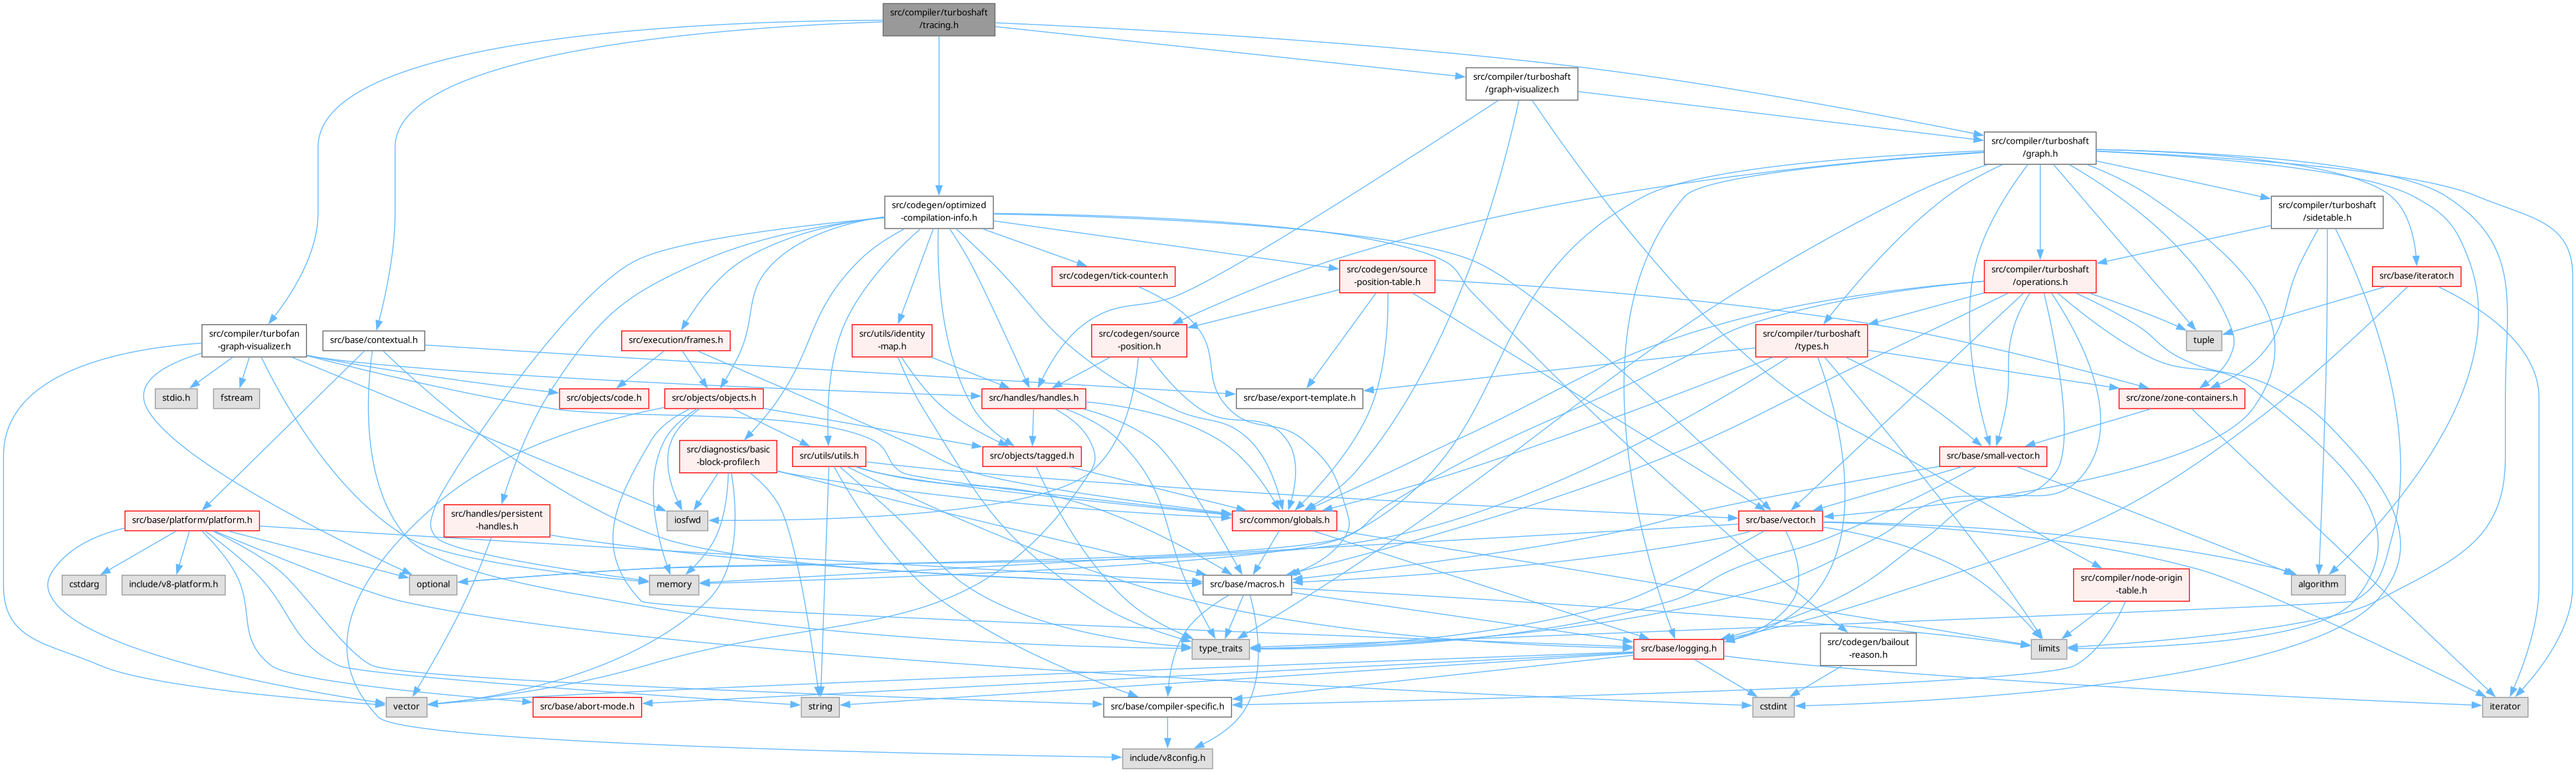 src/compiler/turboshaft
/tracing.h
src/compiler/turboshaft
/graph-visualizer.h
src/compiler/turboshaft
/graph.h
src/codegen/optimized
-compilation-info.h
src/compiler/turboshaft
/sidetable.h
src/codegen/tick-counter.h
src/codegen/source
-position-table.h
src/compiler/turboshaft
/operations.h
src/base/iterator.h
src/compiler/turbofan
-graph-visualizer.h
src/base/contextual.h
src/execution/frames.h
src/utils/identity
-map.h
src/codegen/source
-position.h
src/compiler/turboshaft
/types.h
tuple
stdio.h
fstream
src/objects/code.h
src/objects/objects.h
src/handles/handles.h
src/base/export-template.h
src/zone/zone-containers.h
src/diagnostics/basic
-block-profiler.h
src/utils/utils.h
src/objects/tagged.h
src/base/small-vector.h
src/base/platform/platform.h
src/handles/persistent
-handles.h
iosfwd
src/common/globals.h
src/base/vector.h
cstdarg
include/v8-platform.h
optional
memory
src/base/macros.h
src/compiler/node-origin
-table.h
algorithm
type_traits
src/base/logging.h
src/codegen/bailout
-reason.h
limits
vector
src/base/abort-mode.h
string
src/base/compiler-specific.h
cstdint
iterator
include/v8config.h